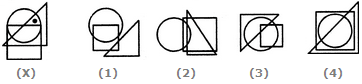 (X) (1) (2) (3) (4)